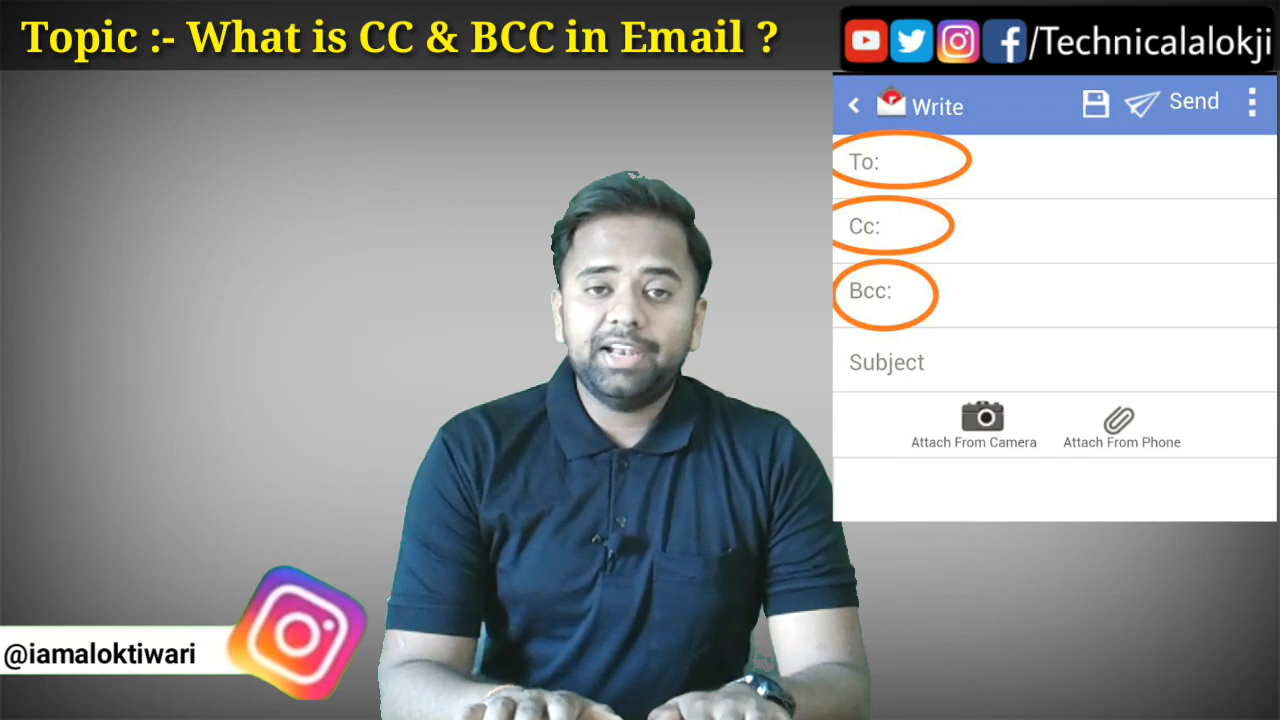 Topic :- What is CC & BCC in Email ?
/Technicalalokji
Write
Send
To:
Cc:
Bcc:
Subject
Attach From Camera
Attach From Phone
@iamaloktiwari